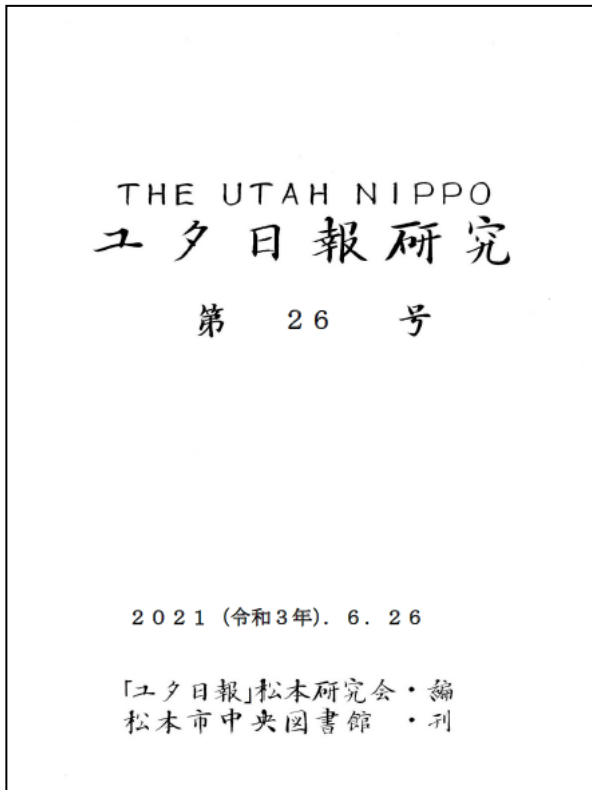 THE UTAH NIPPO
ユタ日報研究
第 26 号
2021(令和3年). 6. 26
「ユタ日報」松本研究会・編
松本市中央図書館 ・刊